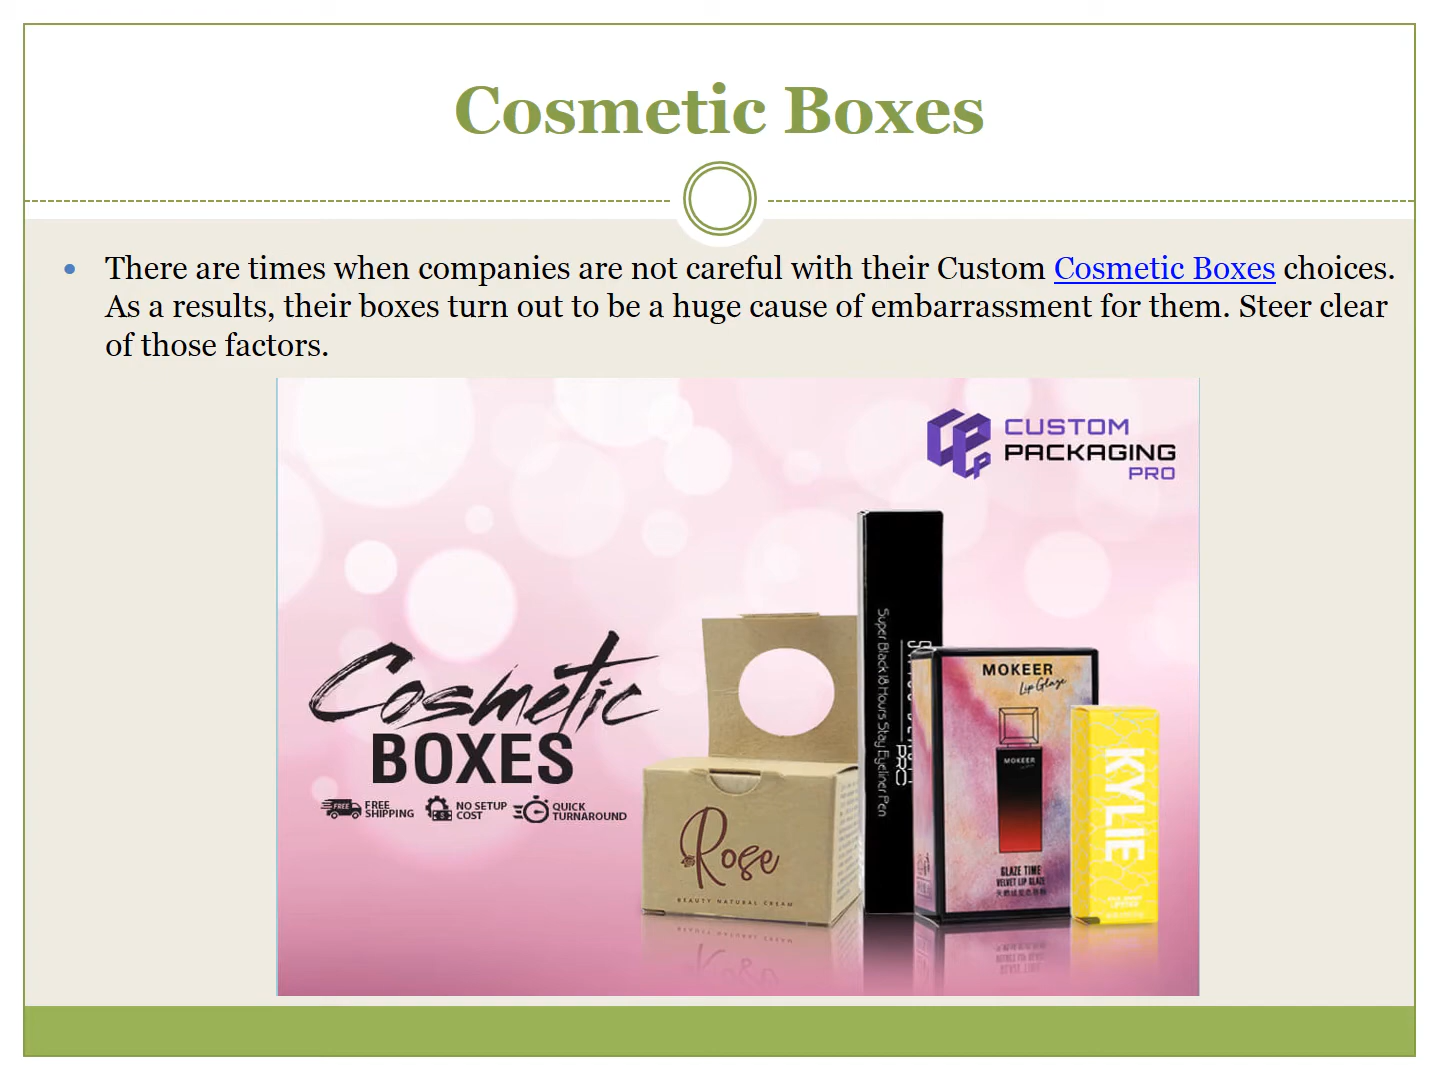 Cosmetic Boxes
There are times when companies are not careful with their Custom Cosmetic Boxes choices.
As a results, their boxes turn out to be a huge cause of embarrassment for them. Steer clear
of those factors.
CUSTOM
PACKAGING
PRO
Cosmetic
BOXES
FREE
FREE
SHIPPING
NO SETUP
COST
QUICK
TURNAROUND
Rose
BEAUTY NATURAL CREAM
Super Black 18 Hours Stay Eyeliner Pen
PRO
MOKEER
Lip Glaze
MOKEER
GLAZE TIME
VELVET LIP GLAZE
KYLIE